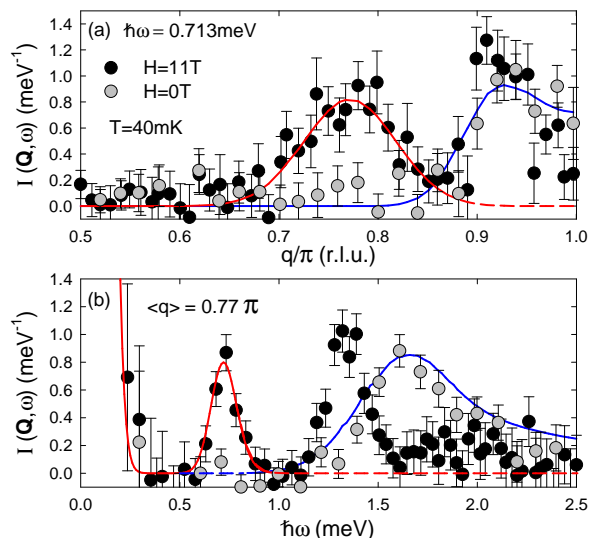 (a) ħω = 0.713meV
H=11T
H=0T
T=40mK
I (Q,ω) (meV⁻¹)
1.4
1.2
1.0
0.8
0.6
0.4
0.2
0.0
0.5 0.6 0.7 0.8 0.9 1.0
q/π (r.l.u.)
(b) <q> = 0.77 π
I (Q,ω) (meV⁻¹)
1.4
1.2
1.0
0.8
0.6
0.4
0.2
0.0
0.0 0.5 1.0 1.5 2.0 2.5
ħω (meV)